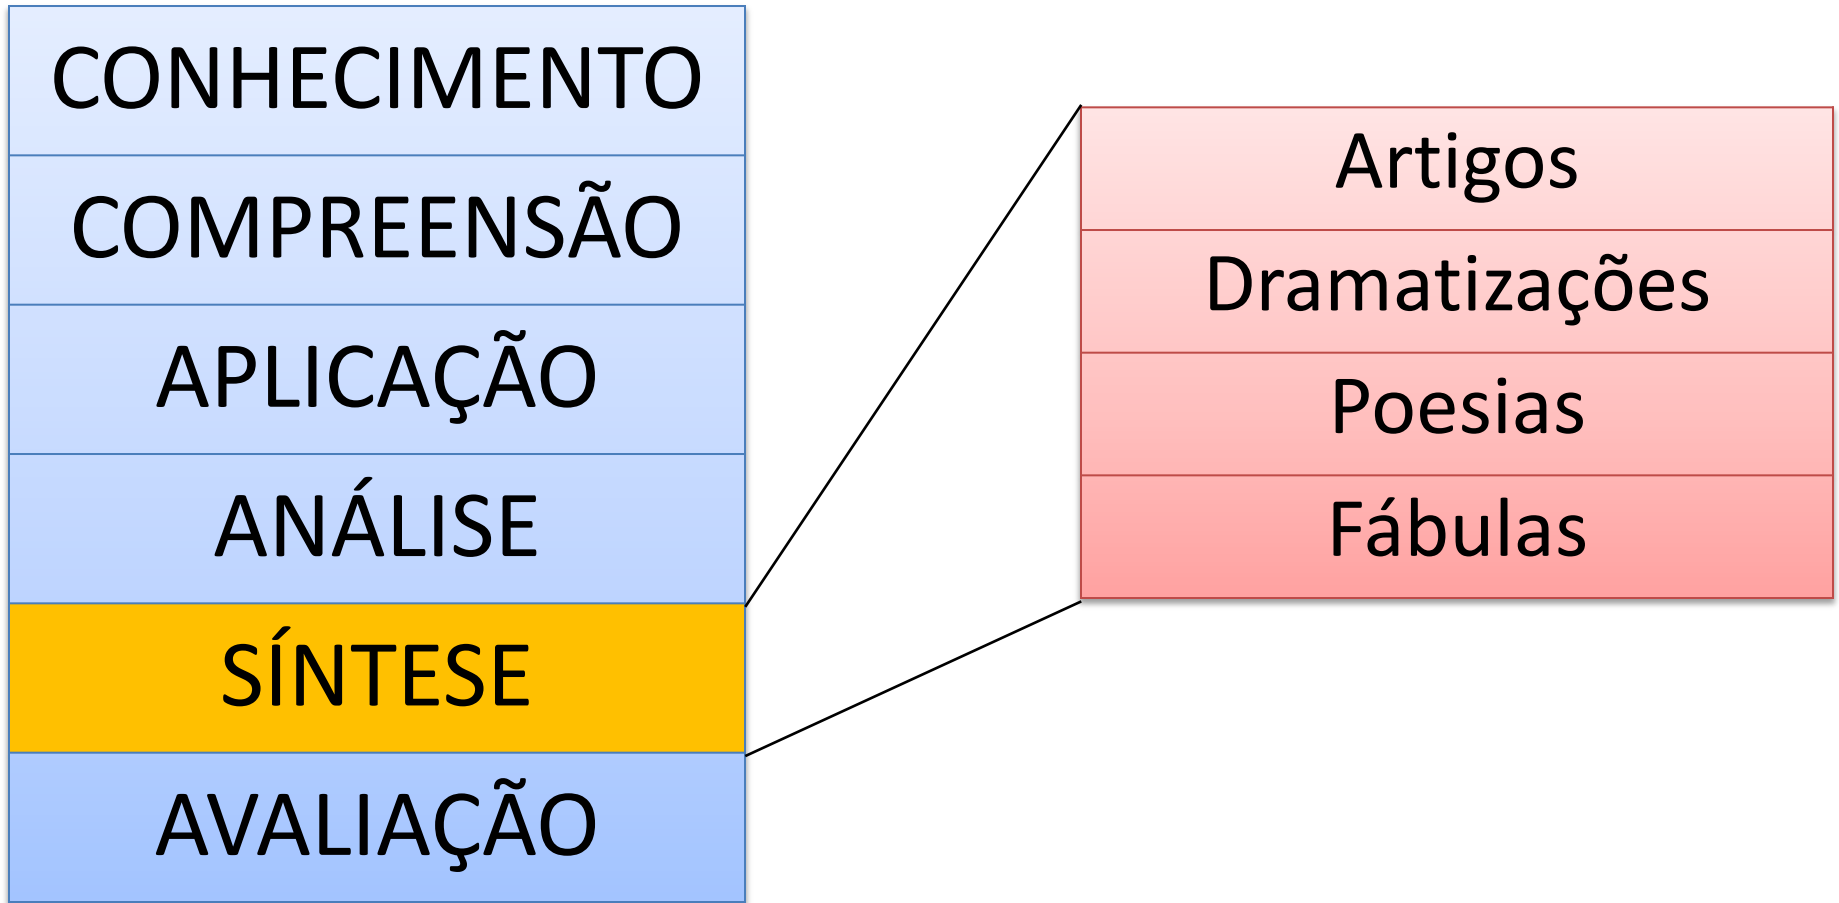 CONHECIMENTO
COMPREENSÃO
APLICAÇÃO
ANÁLISE
SÍNTESE
AVALIAÇÃO
Artigos
Dramatizações
Poesias
Fábulas